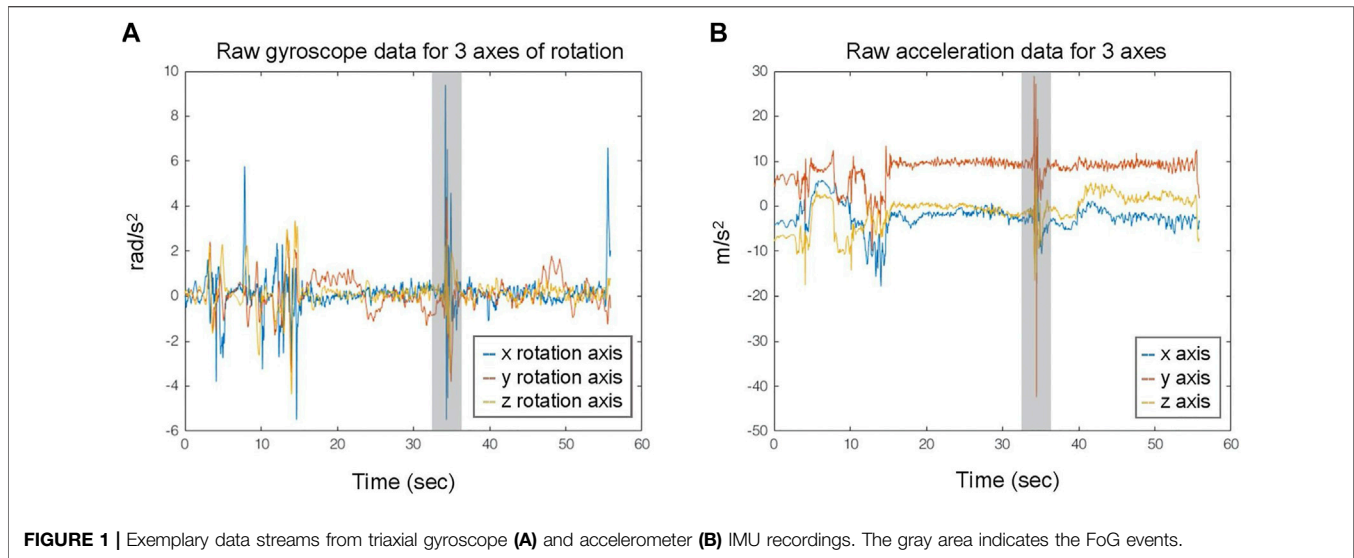 A
Raw gyroscope data for 3 axes of rotation
10
8
6
4
2
0
-2
-4
-6
rad/s²
0 10 20 30 40 50 60
Time (sec)
x rotation axis
y rotation axis
z rotation axis
B
Raw acceleration data for 3 axes
30
20
10
0
-10
-20
-30
-40
-50
m/s²
0 10 20 30 40 50 60
Time (sec)
x axis
y axis
z axis
FIGURE 1 | Exemplary data streams from triaxial gyroscope (A) and accelerometer (B) IMU recordings. The gray area indicates the FoG events.